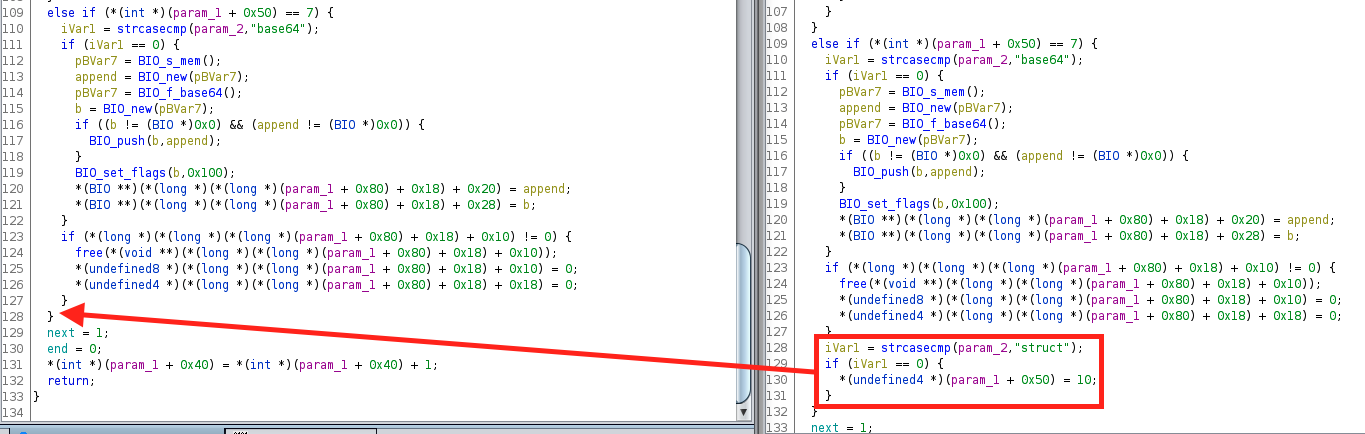 109 else if (*(int *)(param_1 + 0x50) == 7) {
110 iVar1 = strcasecmp(param_2,"base64");
111 if (iVar1 == 0) {
112 pBVar7 = BIO_s_mem();
113 append = BIO_new(pBVar7);
114 pBVar7 = BIO_f_base64();
115 b = BIO_new(pBVar7);
116 if ((b != (BIO *)0x0) && (append != (BIO *)0x0)) {
117 BIO_push(b,append);
118 }
119 BIO_set_flags(b,0x100);
120 *(BIO **)(*(long *)(*(long *)(param_1 + 0x80) + 0x18) + 0x20) = append;
121 *(BIO **)(*(long *)(*(long *)(param_1 + 0x80) + 0x18) + 0x28) = b;
122 }
123 if (*(long *)(*(long *)(*(long *)(param_1 + 0x80) + 0x18) + 0x10) != 0) {
124 free(*(void **)(*(long *)(*(long *)(param_1 + 0x80) + 0x18) + 0x10));
125 *(undefined8 *)(*(long *)(*(long *)(param_1 + 0x80) + 0x18) + 0x10) = 0;
126 *(undefined4 *)(*(long *)(*(long *)(param_1 + 0x80) + 0x18) + 0x18) = 0;
127 }
128 }
129 next = 1;
130 end = 0;
131 *(int *)(param_1 + 0x40) = *(int *)(param_1 + 0x40) + 1;
132 return;
133 }
134
107 }
108 }
109 else if (*(int *)(param_1 + 0x50) == 7) {
110 iVar1 = strcasecmp(param_2,"base64");
111 if (iVar1 == 0) {
112 pBVar7 = BIO_s_mem();
113 append = BIO_new(pBVar7);
114 pBVar7 = BIO_f_base64();
115 b = BIO_new(pBVar7);
116 if ((b != (BIO *)0x0) && (append != (BIO *)0x0)) {
117 BIO_push(b,append);
118 }
119 BIO_set_flags(b,0x100);
120 *(BIO **)(*(long *)(*(long *)(param_1 + 0x80) + 0x18) + 0x20) = append;
121 *(BIO **)(*(long *)(*(long *)(param_1 + 0x80) + 0x18) + 0x28) = b;
122 }
123 if (*(long *)(*(long *)(*(long *)(param_1 + 0x80) + 0x18) + 0x10) != 0) {
124 free(*(void **)(*(long *)(*(long *)(param_1 + 0x80) + 0x18) + 0x10));
125 *(undefined8 *)(*(long *)(*(long *)(param_1 + 0x80) + 0x18) + 0x10) = 0;
126 *(undefined4 *)(*(long *)(*(long *)(param_1 + 0x80) + 0x18) + 0x18) = 0;
127 }
128 iVar1 = strcasecmp(param_2,"struct");
129 if (iVar1 == 0) {
130 *(undefined4 *)(param_1 + 0x50) = 10;
131 }
132 }
133 next = 1;